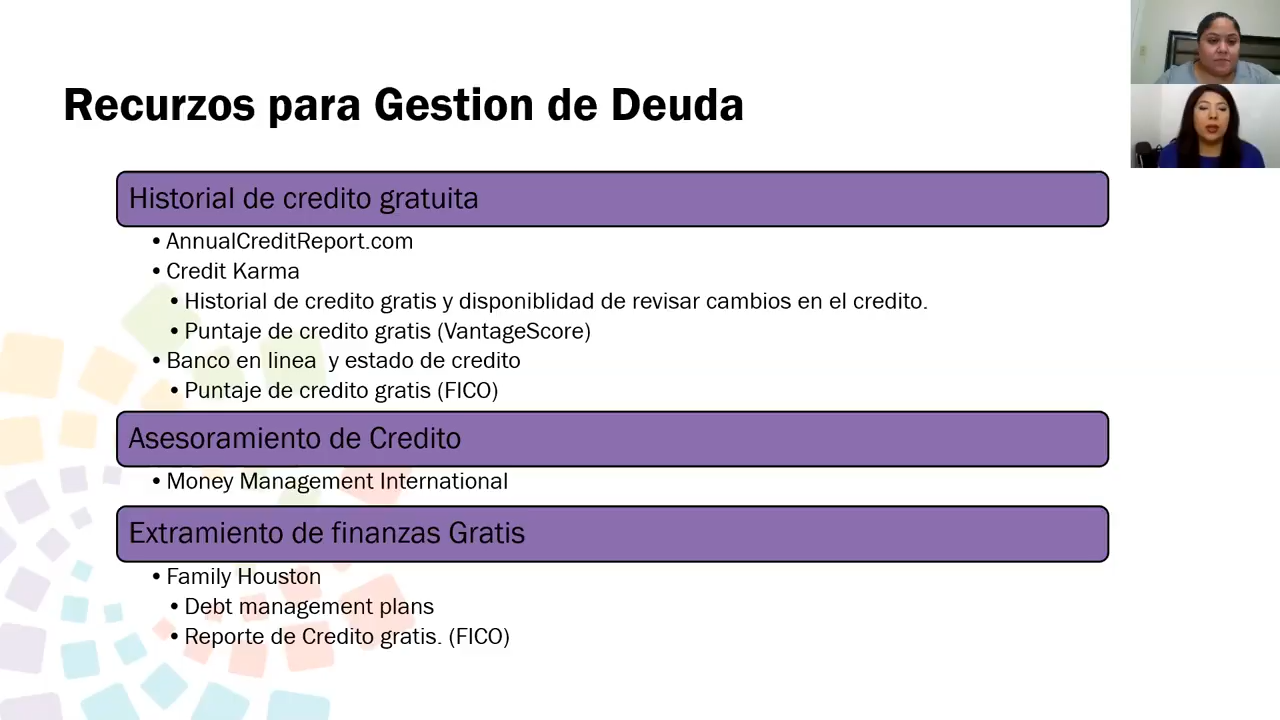 Recurzos para Gestion de Deuda
Historial de credito gratuita
• AnnualCreditReport.com
• Credit Karma
• Historial de credito gratis y disponiblidad de revisar cambios en el credito.
• Puntaje de credito gratis (VantageScore)
• Banco en linea y estado de credito
• Puntaje de credito gratis (FICO)
Asesoramiento de Credito
• Money Management International
Extramiento de finanzas Gratis
• Family Houston
• Debt management plans
• Reporte de Credito gratis. (FICO)